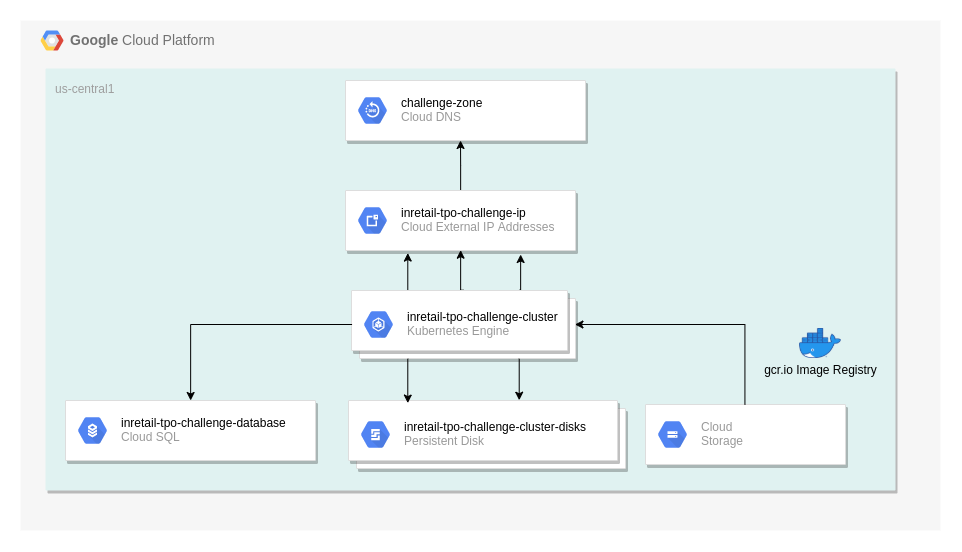 Google Cloud Platform
us-central1
challenge-zone
Cloud DNS
inretail-tpo-challenge-ip
Cloud External IP Addresses
inretail-tpo-challenge-cluster
Kubernetes Engine
gcr.io Image Registry
inretail-tpo-challenge-database
Cloud SQL
inretail-tpo-challenge-cluster-disks
Persistent Disk
Cloud
Storage